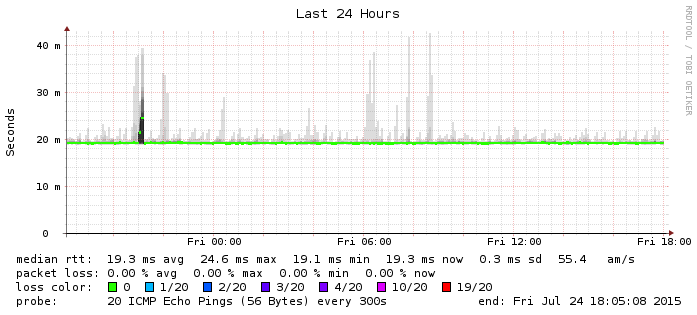 Last 24 Hours
RRDTOOL / TOBI OETIKER
Seconds
40 m
30 m
20 m
10 m
0
Fri 00:00 Fri 06:00 Fri 12:00 Fri 18:00
median rtt: 19.3 ms avg 24.6 ms max 19.1 ms min 19.3 ms now 0.3 ms sd 55.4 am/s
packet loss: 0.00 % avg 0.00 % max 0.00 % min 0.00 % now
loss color: 0 1/20 2/20 3/20 4/20 10/20 19/20
probe: 20 ICMP Echo Pings (56 Bytes) every 300s end: Fri Jul 24 18:05:08 2015